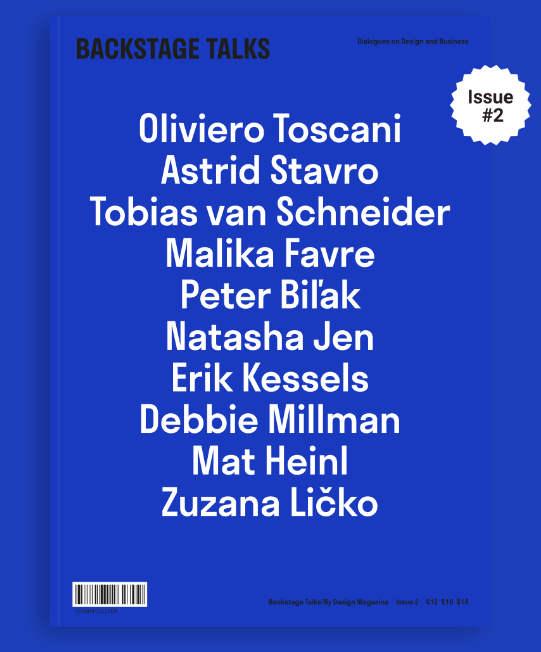 BACKSTAGE TALKS
Dialogues on Design and Business
Issue
#2
Oliviero Toscani
Astrid Stavro
Tobias van Schneider
Malika Favre
Peter Biľak
Natasha Jen
Erik Kessels
Debbie Millman
Mat Heinl
Zuzana Ličko
Backstage Talks/By Design Magazine Issue 2 €12 £10 $14